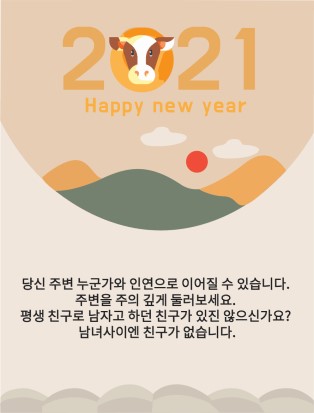 2021
Happy new year
당신 주변 누군가와 인연으로 이어질 수 있습니다.
주변을 주의 깊게 둘러보세요.
평생 친구로 남자고 하던 친구가 있진 않으신가요?
남녀사이엔 친구가 없습니다.